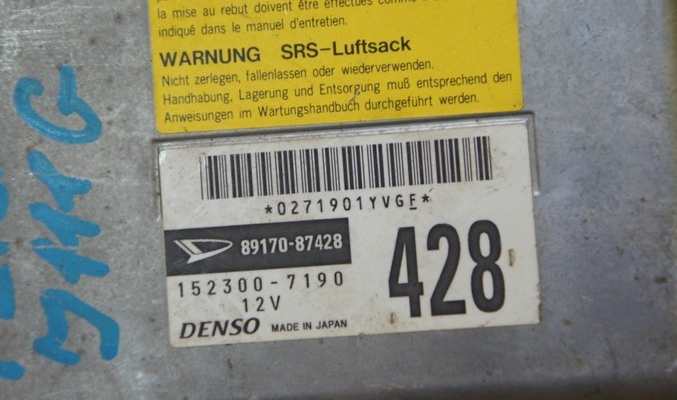 la mise au rebut doivent être effectués comme
indiqué dans le manuel d'entretien.
WARNUNG SRS-Luftsack
Nicht zerlegen, fallenlassen oder wiederverwenden.
Handhabung, Lagerung und Entsorgung muß entsprechend den
Anweisungen im Wartungshandbuch durchgeführt werden.
*0271901YVGE*
89170-87428
428
152300-7190
12V
DENSO MADE IN JAPAN